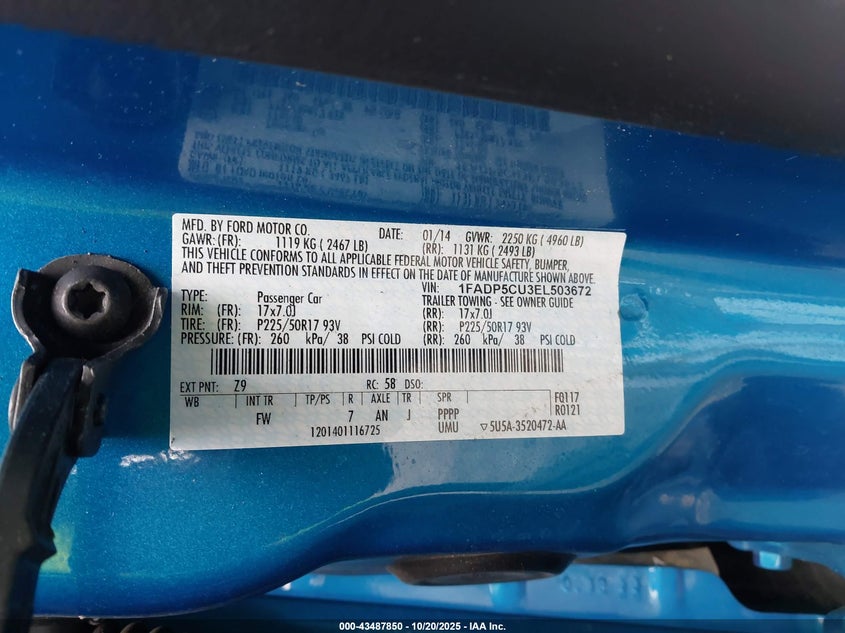 MFD. BY FORD MOTOR CO. DATE: 01/14 GVWR: 2250 KG ( 4960 LB)
GAWR: (FR): 1119 KG ( 2467 LB) (RR): 1131 KG ( 2493 LB)
THIS VEHICLE CONFORMS TO ALL APPLICABLE FEDERAL MOTOR VEHICLE SAFETY, BUMPER,
AND THEFT PREVENTION STANDARDS IN EFFECT ON THE DATE OF MANUFACTURE SHOWN ABOVE.
VIN: 1FADP5CU3EL503672
TYPE: Passenger Car TRAILER TOWING - SEE OWNER GUIDE
RIM: (FR): 17x7.0J (RR): 17x7.0J
TIRE: (FR): P225/50R17 93V (RR): P225/50R17 93V
PRESSURE: (FR): 260 kPa/ 38 PSI COLD (RR): 260 kPa/ 38 PSI COLD
EXT PNT: Z9 RC: 58 DSO:
WB INT TR TP/PS R AXLE TR SPR F0117
FW 7 AN J PPPP R0121
1201401116725 UMU ▽5U5A-3520472-AA
000-43487850 | 10/20/2025 - IAA Inc.